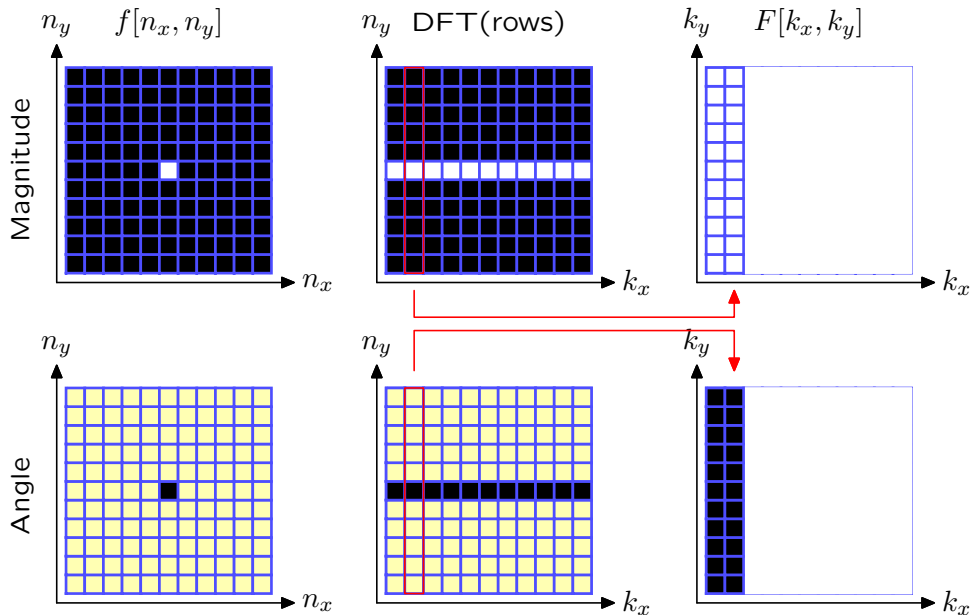 n_y f[n_x, n_y] n_y DFT(rows) k_y F[k_x, k_y]
Magnitude
n_x k_x k_x
n_y n_y k_y
Angle
n_x k_x k_x